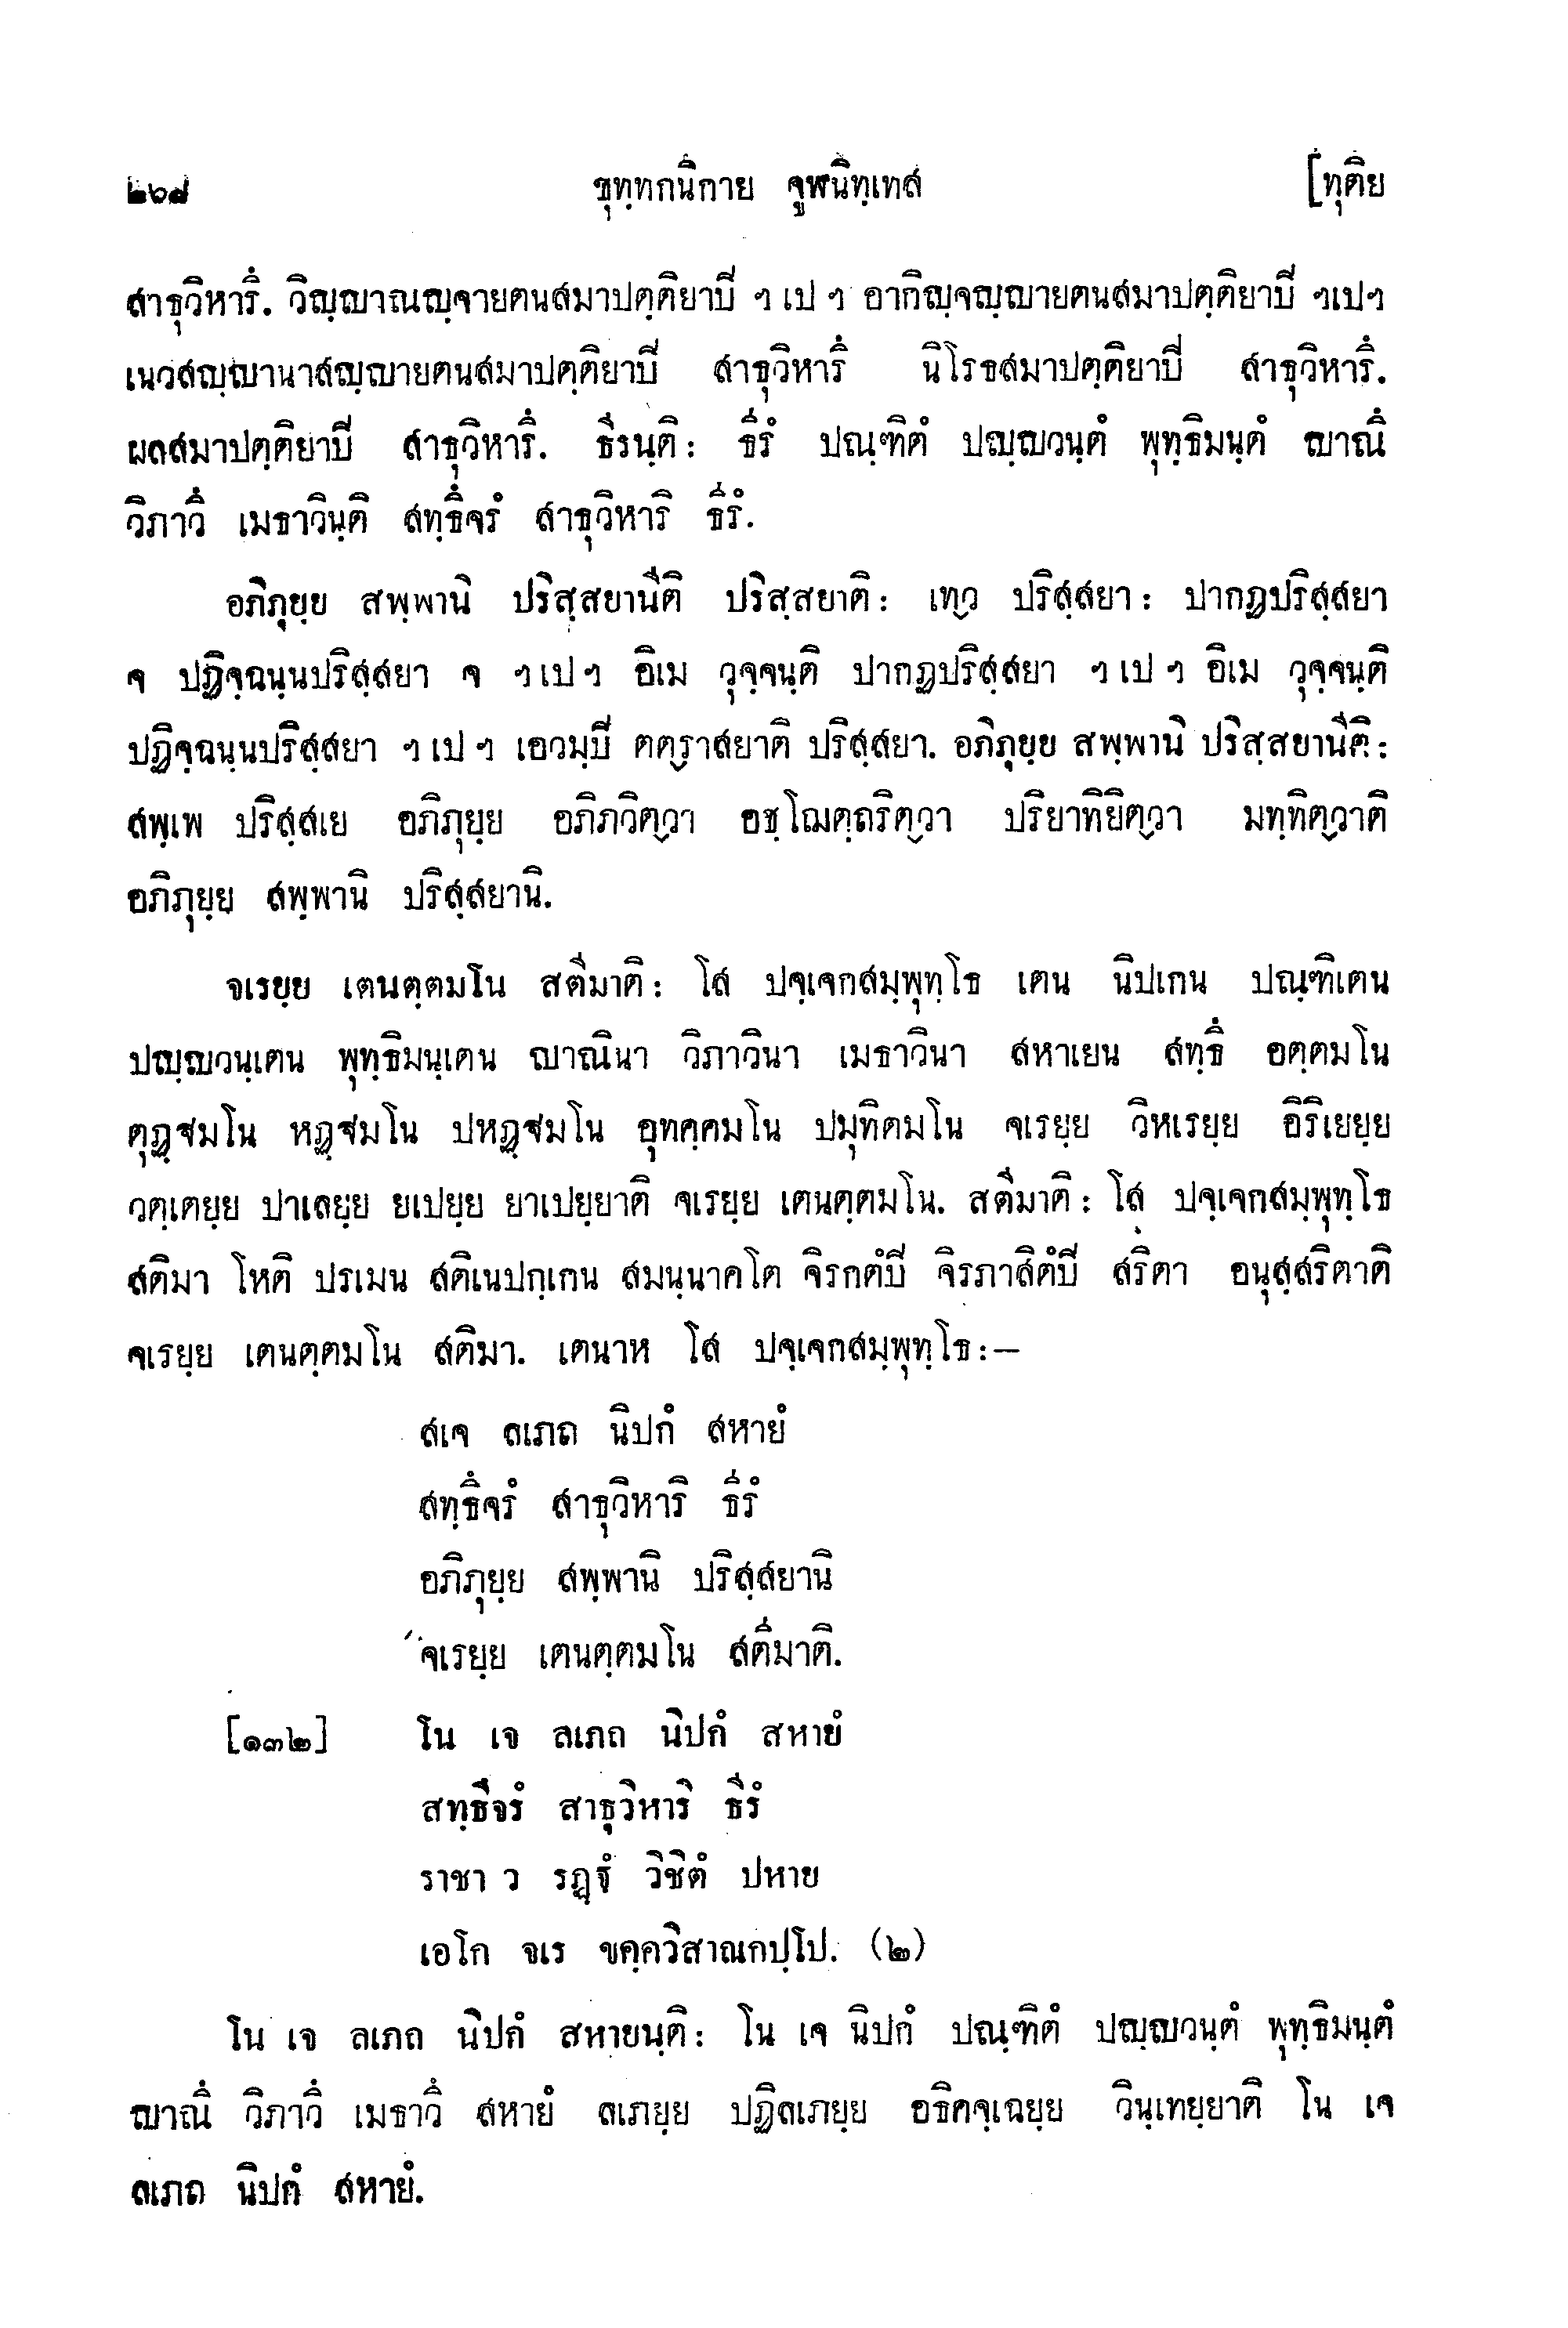 ๒๖๘ ขุทฺทกนิกาย จูฬนิทฺเทส [ทุติย
สาธุวิหารึ. วิญฺญาณญฺจายตนสมาปตฺติยาปิ ฯ เป ฯ อากิญฺจญฺญายตนสมาปตฺติยาปิ ฯเปฯ
เนวสญฺญานาสญฺญายตนสมาปตฺติยาปิ สาธุวิหารึ นิโรธสมาปตฺติยาปิ สาธุวิหารึ.
ผลสมาปตฺติยาปิ สาธุวิหารึ. ธีรนฺติ: ธีรํ ปณฺฑิตํ ปญฺญวนฺตํ พุทฺธิมนฺตํ ญาณึ
วิภาวึ เมธาวินฺติ สทฺธึจรํ สาธุวิหาริ ธีรํ.
อภิภุยฺย สพฺพานิ ปริสฺสยานีติ ปริสฺสยาติ: เทฺว ปริสฺสยา: ปากฏปริสฺสยา
จ ปฏิจฺฉนฺนปริสฺสยา จ ฯ เป ฯ อิเม วุจฺจนฺติ ปากฏปริสฺสยา ฯ เป ฯ อิเม วุจฺจนฺติ
ปฏิจฺฉนฺนปริสฺสยา ฯ เป ฯ เอวมฺปิ ตตฺราสยาติ ปริสฺสยา. อภิภุยฺย สพฺพานิ ปริสฺสยานีติ:
สพฺเพ ปริสฺสเย อภิภุยฺย อภิภวิตฺวา อชฺโฌตฺถริตฺวา ปริยาทิยิตฺวา มทฺทิตฺวาติ
อภิภุยฺย สพฺพานิ ปริสฺสยานิ.
จเรยฺย เตนตฺตมโน สตีมาติ: โส ปจฺเจกสมฺพุทฺโธ เตน นิปเกน ปณฺฑิเตน
ปญฺญวนฺเตน พุทฺธิมนฺเตน ญาณินา วิภาวินา เมธาวินา สหาเยน สทฺธึ อตฺตมโน
ตุฏฺฐมโน หฏฺฐมโน ปหฏฺฐมโน อุทคฺคมโน ปมุทิตมโน จเรยฺย วิหเรยฺย อิริเยยฺย
วตฺเตยฺย ปาเลยฺย ยเปยฺย ยาเปยฺยาติ จเรยฺย เตนตฺตมโน. สตีมาติ: โส ปจฺเจกสมฺพุทฺโธ
สติมา โหติ ปรเมน สติเนปกฺเกน สมนฺนาคโต จิรกตํปิ จิรภาสิตํปิ สริตา อนุสฺสริตาติ
จเรยฺย เตนตฺตมโน สติมา. เตนาห โส ปจฺเจกสมฺพุทฺโธ:–
สเจ ลเภถ นิปกํ สหายํ
สทฺธึจรํ สาธุวิหาริ ธีรํ
อภิภุยฺย สพฺพานิ ปริสฺสยานิ
จเรยฺย เตนตฺตมโน สตีมาติ.
[๑๓๒] โน เจ ลเภถ นิปกํ สหายํ
สทฺธึจรํ สาธุวิหาริ ธีรํ
ราชา ว รฏฺฐํ วิชิตํ ปหาย
เอโก จเร ขคฺควิสาณกปฺโป. (๒)
โน เจ ลเภถ นิปกํ สหายนฺติ: โน เจ นิปกํ ปณฺฑิตํ ปญฺญวนฺตํ พุทฺธิมนฺตํ
ญาณึ วิภาวึ เมธาวึ สหายํ ลเภยฺย ปฏิลเภยฺย อธิคจฺเฉยฺย วินฺเทยฺยาติ โน เจ
ลเภถ นิปกํ สหายํ.